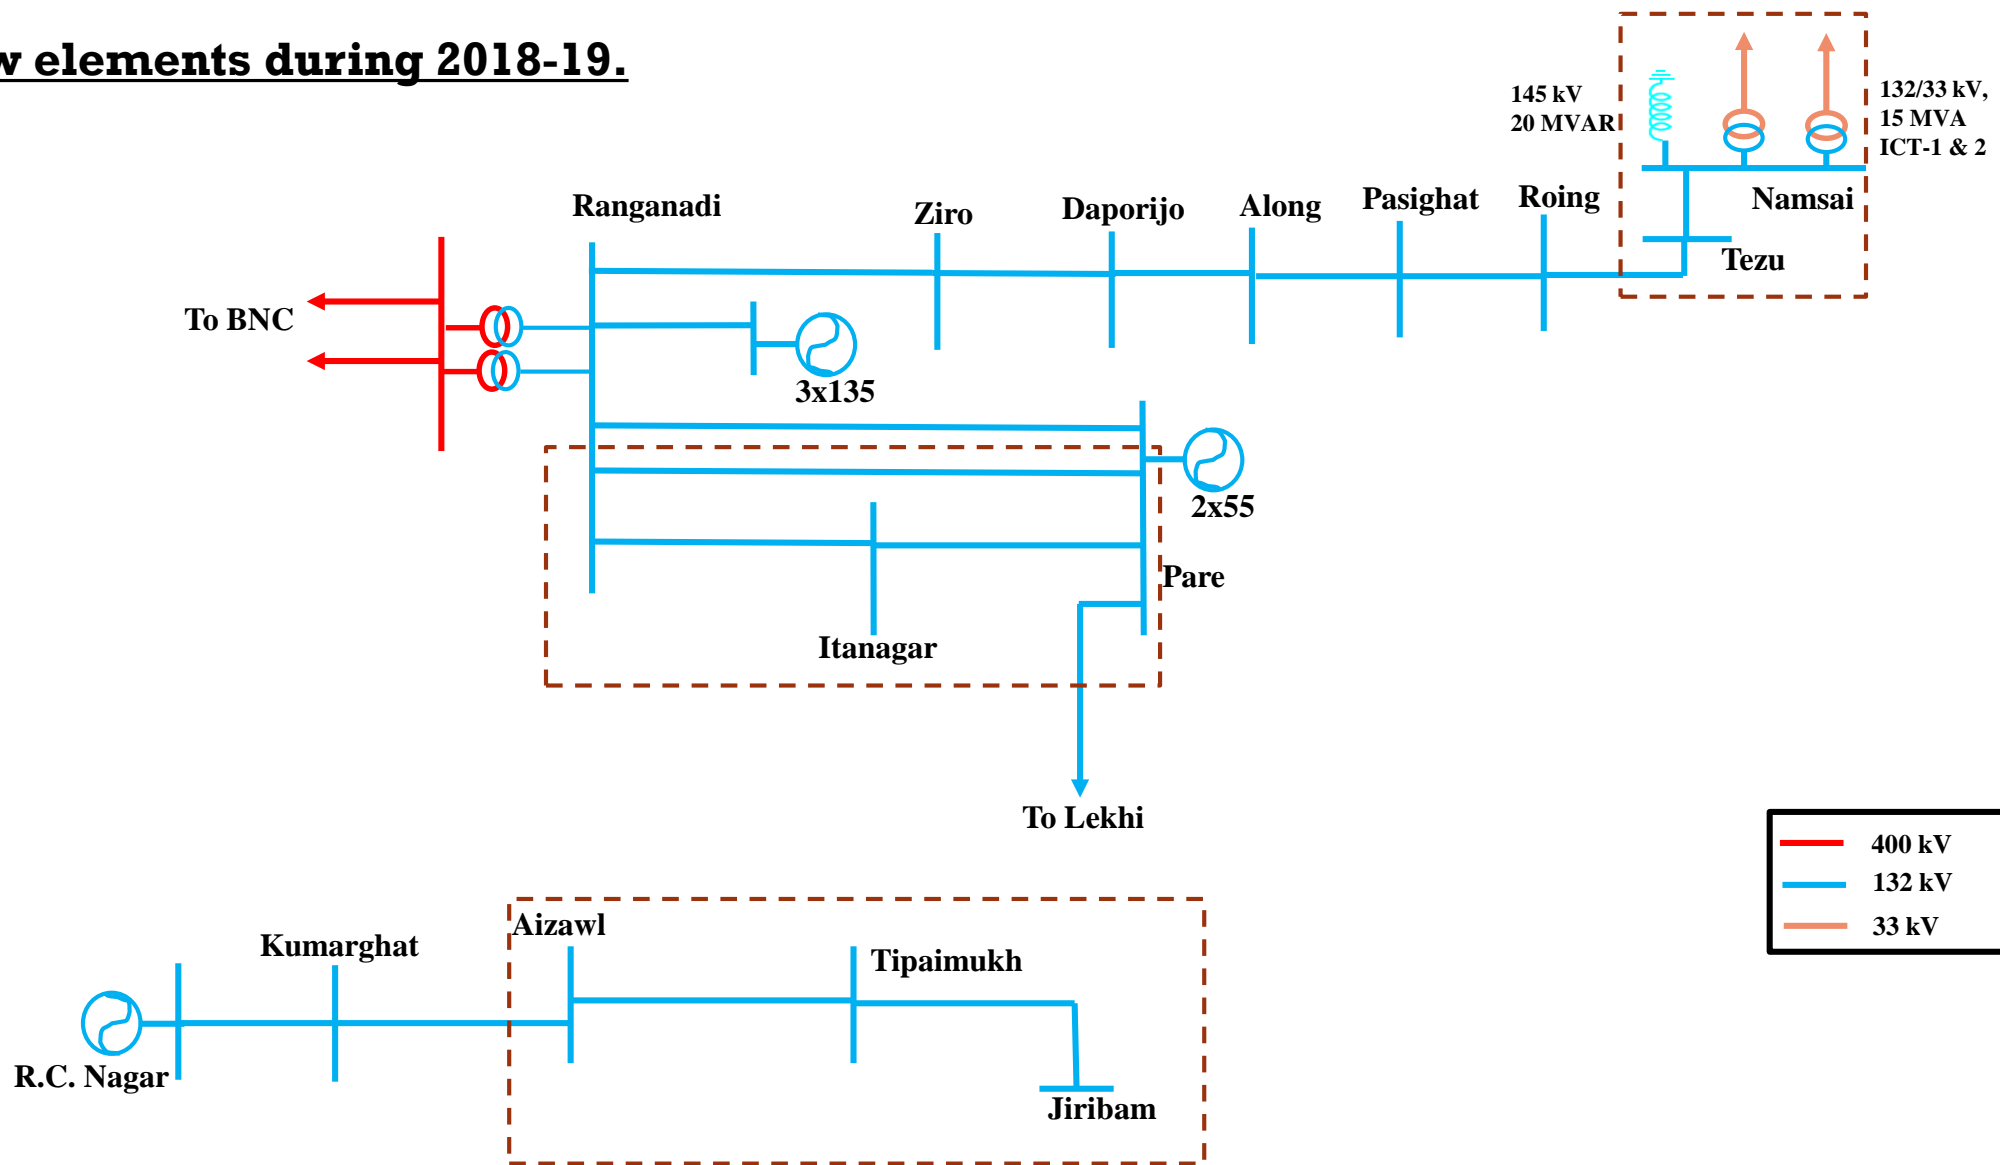 elements during 2018-19.
145 kV
20 MVAR
132/33 kV,
15 MVA
ICT-1 & 2
Ranganadi
Ziro
Daporijo
Along
Pasighat
Roing
Namsai
Tezu
To BNC
3x135
2x55
Pare
Itanagar
To Lekhi
400 kV
132 kV
33 kV
Aizawl
Kumarghat
Tipaimukh
R.C. Nagar
Jiribam